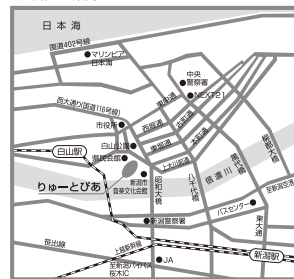 日本海
国道402号線
マリンピア
日本海
中央
警察署
NEXT21
西大通り(国道116号線)
市役所
西堀通
東堀通
古町通
本町通
上大川前通
柳都大橋
白山公園
白山駅
県民会館
りゅーとぴあ
新潟市
音楽文化会館
昭和大橋
八千代橋
信濃川
萬代橋
至新潟空港
バスセンター
東大通
新潟警察署
新潟駅
笹出線
上越新幹線
JA
至新潟バイパス
桜木IC